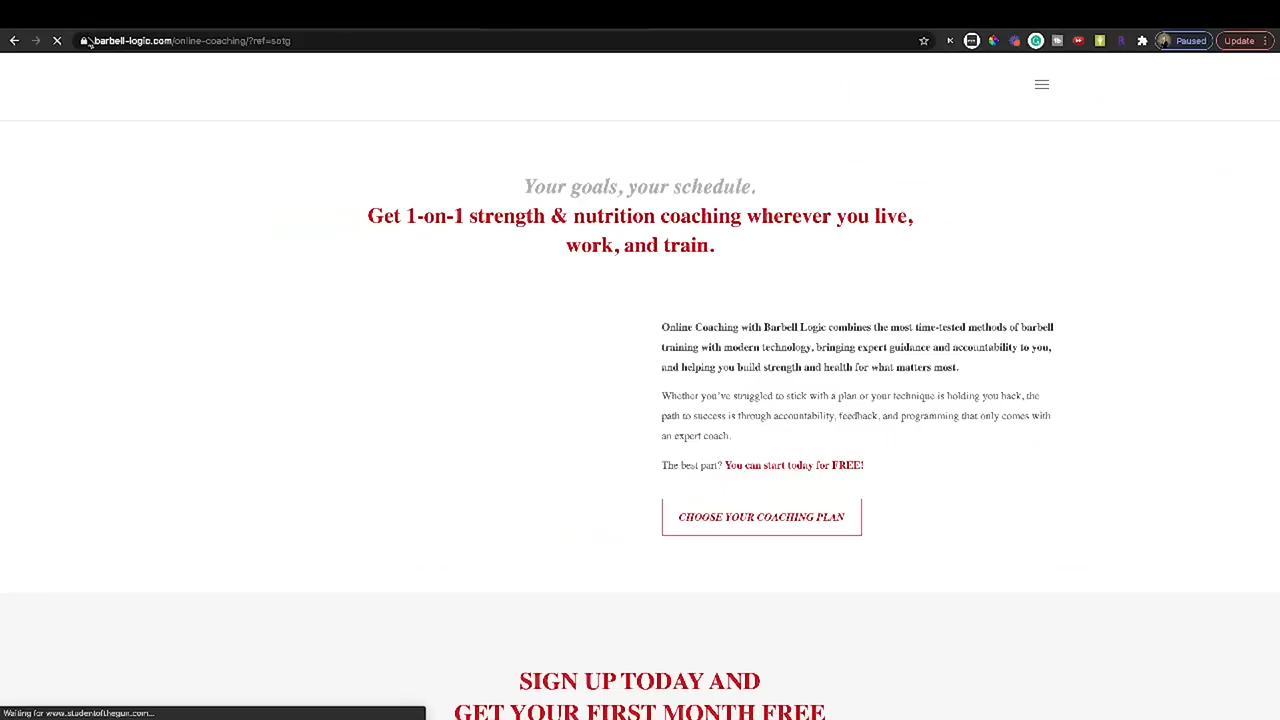 barbell-logic.com/online-coaching/?ref=sotg
Paused
Update
Your goals, your schedule.
Get 1-on-1 strength & nutrition coaching wherever you live,
work, and train.
Online Coaching with Barbell Logic combines the most time-tested methods of barbell
training with modern technology, bringing expert guidance and accountability to you,
and helping you build strength and health for what matters most.
Whether you've struggled to stick with a plan or your technique is holding you back, the
path to success is through accountability, feedback, and programming that only comes with
an expert coach.
The best part? You can start today for FREE!
CHOOSE YOUR COACHING PLAN
SIGN UP TODAY AND
GET YOUR FIRST MONTH FREE
Waiting for www.studentofthegun.com...